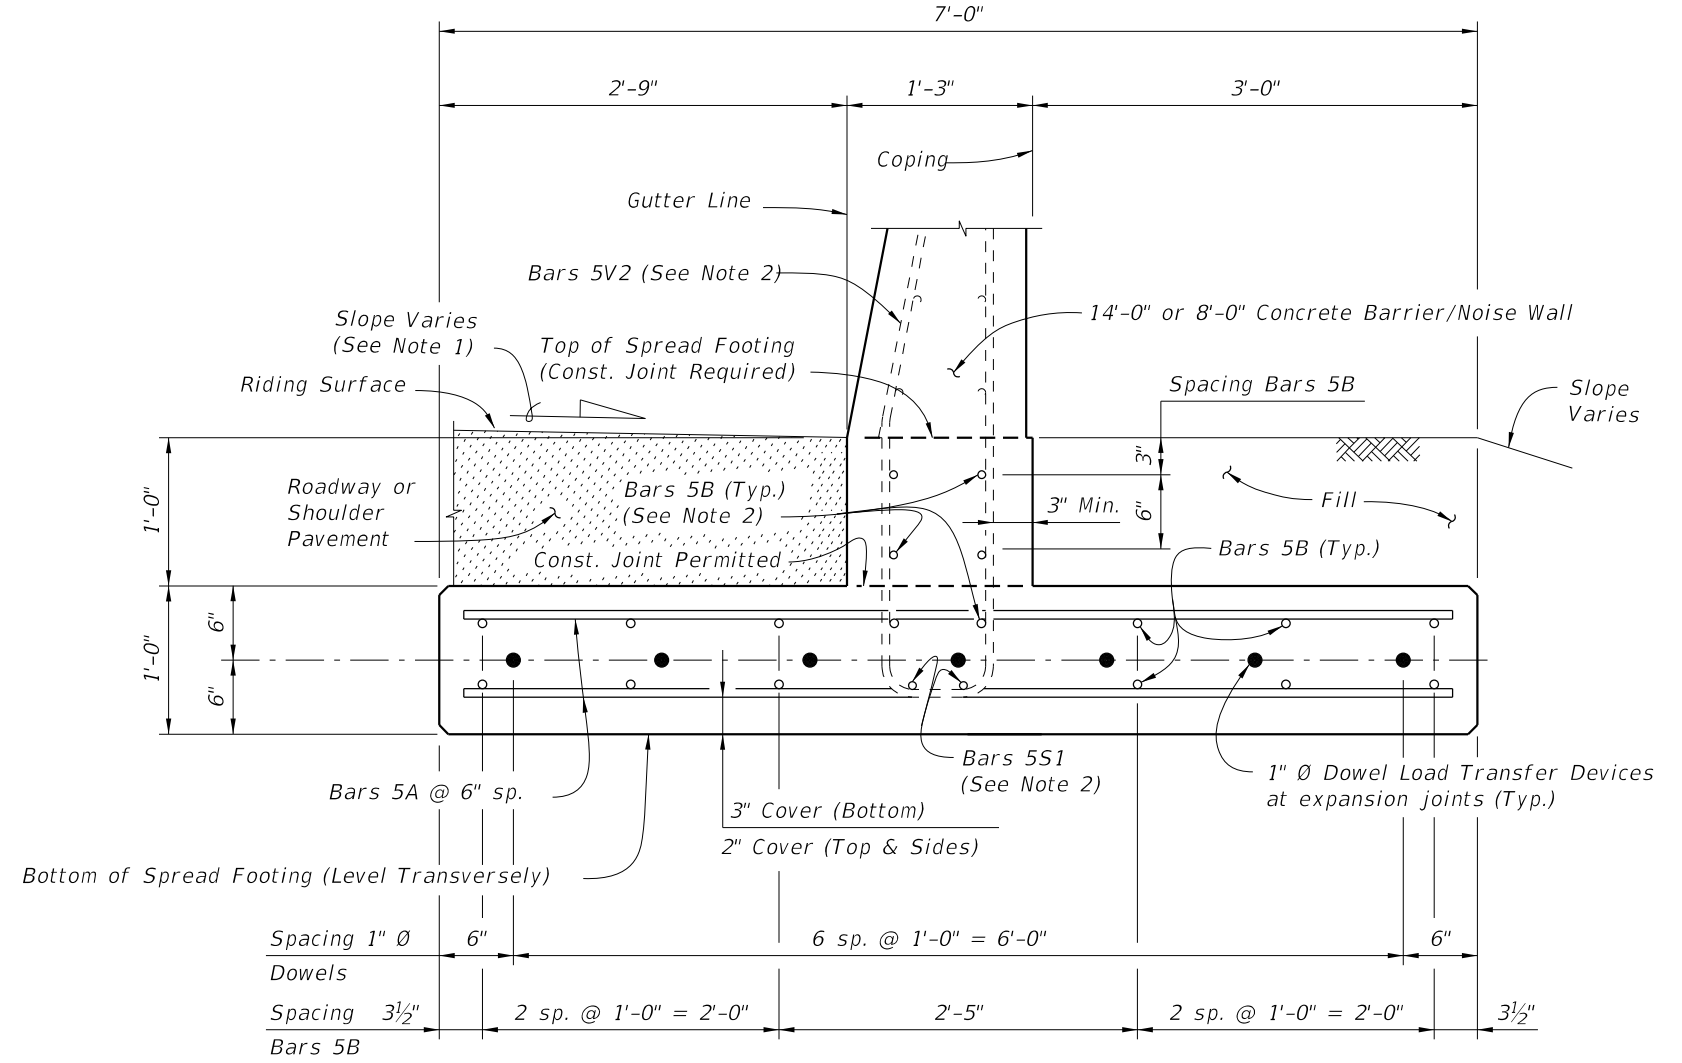 7'-0"
2'-9"
1'-3"
3'-0"
Coping
Gutter Line
Bars 5V2 (See Note 2)
14'-0" or 8'-0" Concrete Barrier/Noise Wall
Slope Varies
(See Note 1)
Top of Spread Footing
(Const. Joint Required)
Riding Surface
Spacing Bars 5B
Slope
Varies
3"
Roadway or
Shoulder
Pavement
Bars 5B (Typ.)
(See Note 2)
3" Min.
6"
Fill
1'-0"
Const. Joint Permitted
Bars 5B (Typ.)
6"
1'-0"
6"
Bars 5S1
(See Note 2)
1" Ø Dowel Load Transfer Devices
at expansion joints (Typ.)
Bars 5A @ 6" sp.
3" Cover (Bottom)
2" Cover (Top & Sides)
Bottom of Spread Footing (Level Transversely)
Spacing 1" Ø
Dowels
6"
6 sp. @ 1'-0" = 6'-0"
6"
Spacing
Bars 5B
3½"
2 sp. @ 1'-0" = 2'-0"
2'-5"
2 sp. @ 1'-0" = 2'-0"
3½"